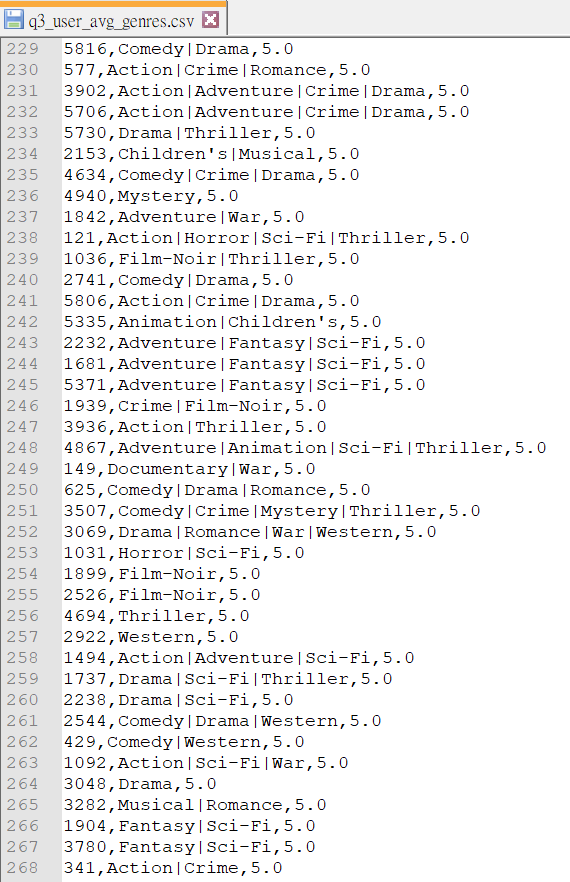 q3_user_avg_genres.csv
229 5816,Comedy|Drama,5.0
230 577,Action|Crime|Romance,5.0
231 3902,Action|Adventure|Crime|Drama,5.0
232 5706,Action|Adventure|Crime|Drama,5.0
233 5730,Drama|Thriller,5.0
234 2153,Children's|Musical,5.0
235 4634,Comedy|Crime|Drama,5.0
236 4940,Mystery,5.0
237 1842,Adventure|War,5.0
238 121,Action|Horror|Sci-Fi|Thriller,5.0
239 1036,Film-Noir|Thriller,5.0
240 2741,Comedy|Drama,5.0
241 5806,Action|Crime|Drama,5.0
242 5335,Animation|Children's,5.0
243 2232,Adventure|Fantasy|Sci-Fi,5.0
244 1681,Adventure|Fantasy|Sci-Fi,5.0
245 5371,Adventure|Fantasy|Sci-Fi,5.0
246 1939,Crime|Film-Noir,5.0
247 3936,Action|Thriller,5.0
248 4867,Adventure|Animation|Sci-Fi|Thriller,5.0
249 149,Documentary|War,5.0
250 625,Comedy|Drama|Romance,5.0
251 3507,Comedy|Crime|Mystery|Thriller,5.0
252 3069,Drama|Romance|War|Western,5.0
253 1031,Horror|Sci-Fi,5.0
254 1899,Film-Noir,5.0
255 2526,Film-Noir,5.0
256 4694,Thriller,5.0
257 2922,Western,5.0
258 1494,Action|Adventure|Sci-Fi,5.0
259 1737,Drama|Sci-Fi|Thriller,5.0
260 2238,Drama|Sci-Fi,5.0
261 2544,Comedy|Drama|Western,5.0
262 429,Comedy|Western,5.0
263 1092,Action|Sci-Fi|War,5.0
264 3048,Drama,5.0
265 3282,Musical|Romance,5.0
266 1904,Fantasy|Sci-Fi,5.0
267 3780,Fantasy|Sci-Fi,5.0
268 341,Action|Crime,5.0